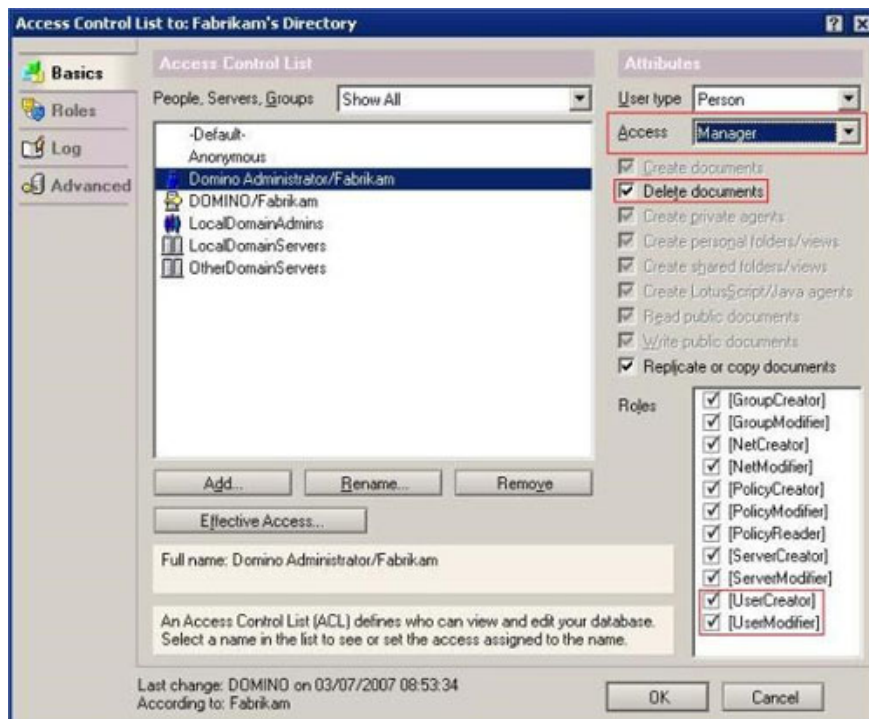 Access Control List to: Fabrikam's Directory
Basics
Roles
Log
Advanced
Access Control List
People, Servers, Groups
Show All
-Default-
Anonymous
Domino Administrator/Fabrikam
DOMINO/Fabrikam
LocalDomainAdmins
LocalDomainServers
OtherDomainServers
Add...
Rename...
Remove
Effective Access...
Full name: Domino Administrator/Fabrikam
An Access Control List (ACL) defines who can view and edit your database.
Select a name in the list to see or set the access assigned to the name.
Attributes
User type
Person
Access
Manager
Create documents
Delete documents
Create private agents
Create personal folders/views
Create shared folders/views
Create LotusScript/Java agents
Read public documents
Write public documents
Replicate or copy documents
Roles
[GroupCreator]
[GroupModifier]
[NetCreator]
[NetModifier]
[PolicyCreator]
[PolicyModifier]
[PolicyReader]
[ServerCreator]
[ServerModifier]
[UserCreator]
[UserModifier]
Last change: DOMINO on 03/07/2007 08:53:34
According to: Fabrikam
OK
Cancel